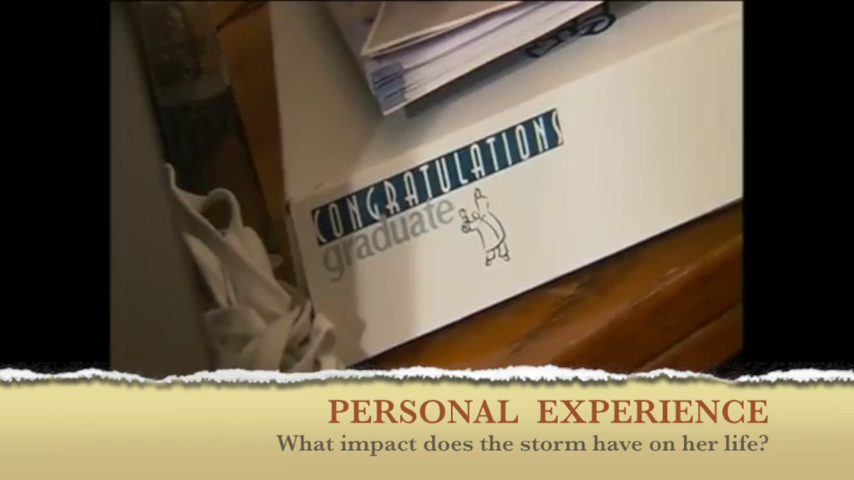 CONGRATULATIONS
graduate
PERSONAL EXPERIENCE
What impact does the storm have on her life?